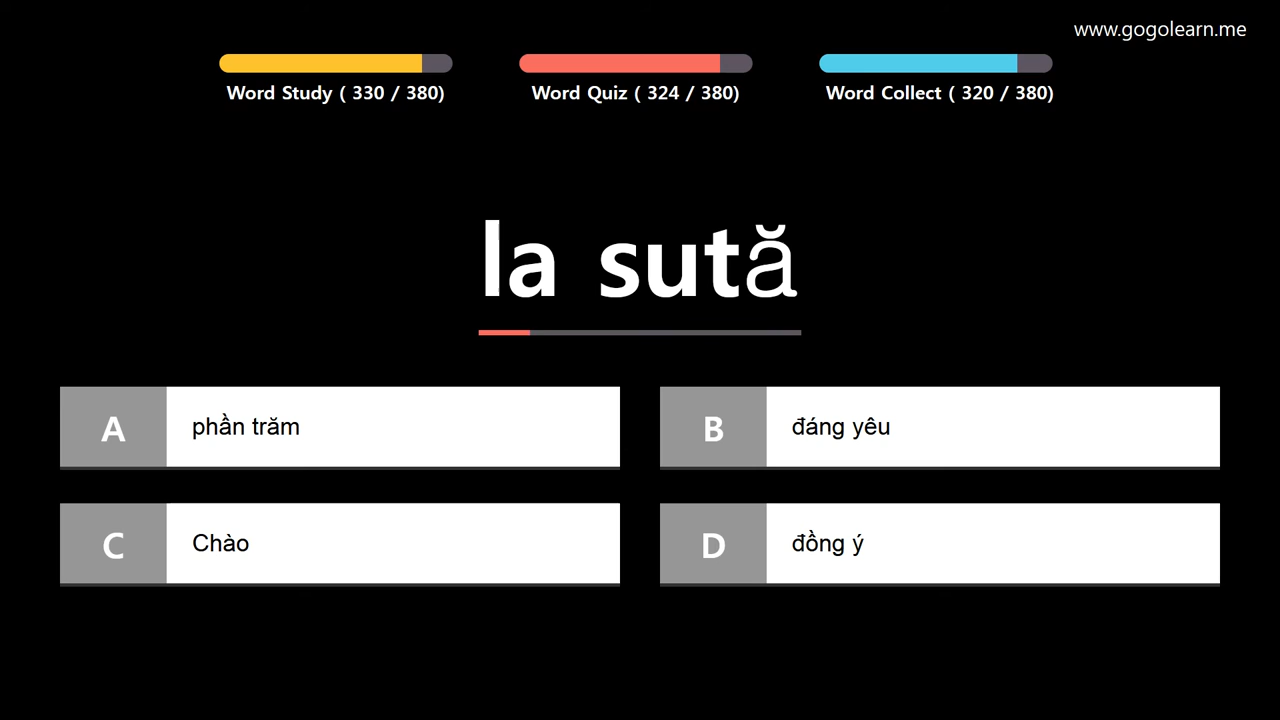 www.gogolearn.me
Word Study ( 330 / 380)
Word Quiz ( 324 / 380)
Word Collect ( 320 / 380)
la sută
A phần trăm
B đáng yêu
C Chào
D đồng ý